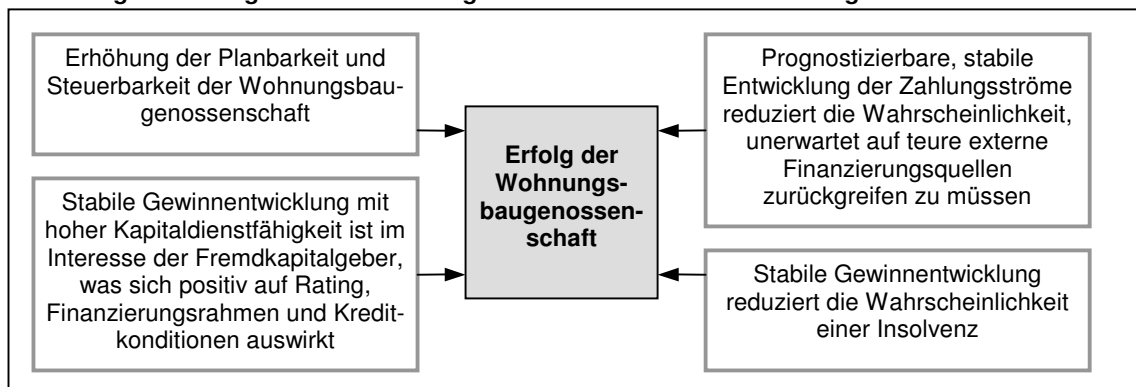 Erhöhung der Planbarkeit und
Steuerbarkeit der Wohnungsbau-
genossenschaft
Stabile Gewinnentwicklung mit
hoher Kapitaldienstfähigkeit ist im
Interesse der Fremdkapitalgeber,
was sich positiv auf Rating,
Finanzierungsrahmen und Kredit-
konditionen auswirkt
Erfolg der
Wohnungs-
baugenossen-
schaft
Prognostizierbare, stabile
Entwicklung der Zahlungsströme
reduziert die Wahrscheinlichkeit,
unerwartet auf teure externe
Finanzierungsquellen
zurückgreifen zu müssen
Stabile Gewinnentwicklung
reduziert die Wahrscheinlichkeit
einer Insolvenz